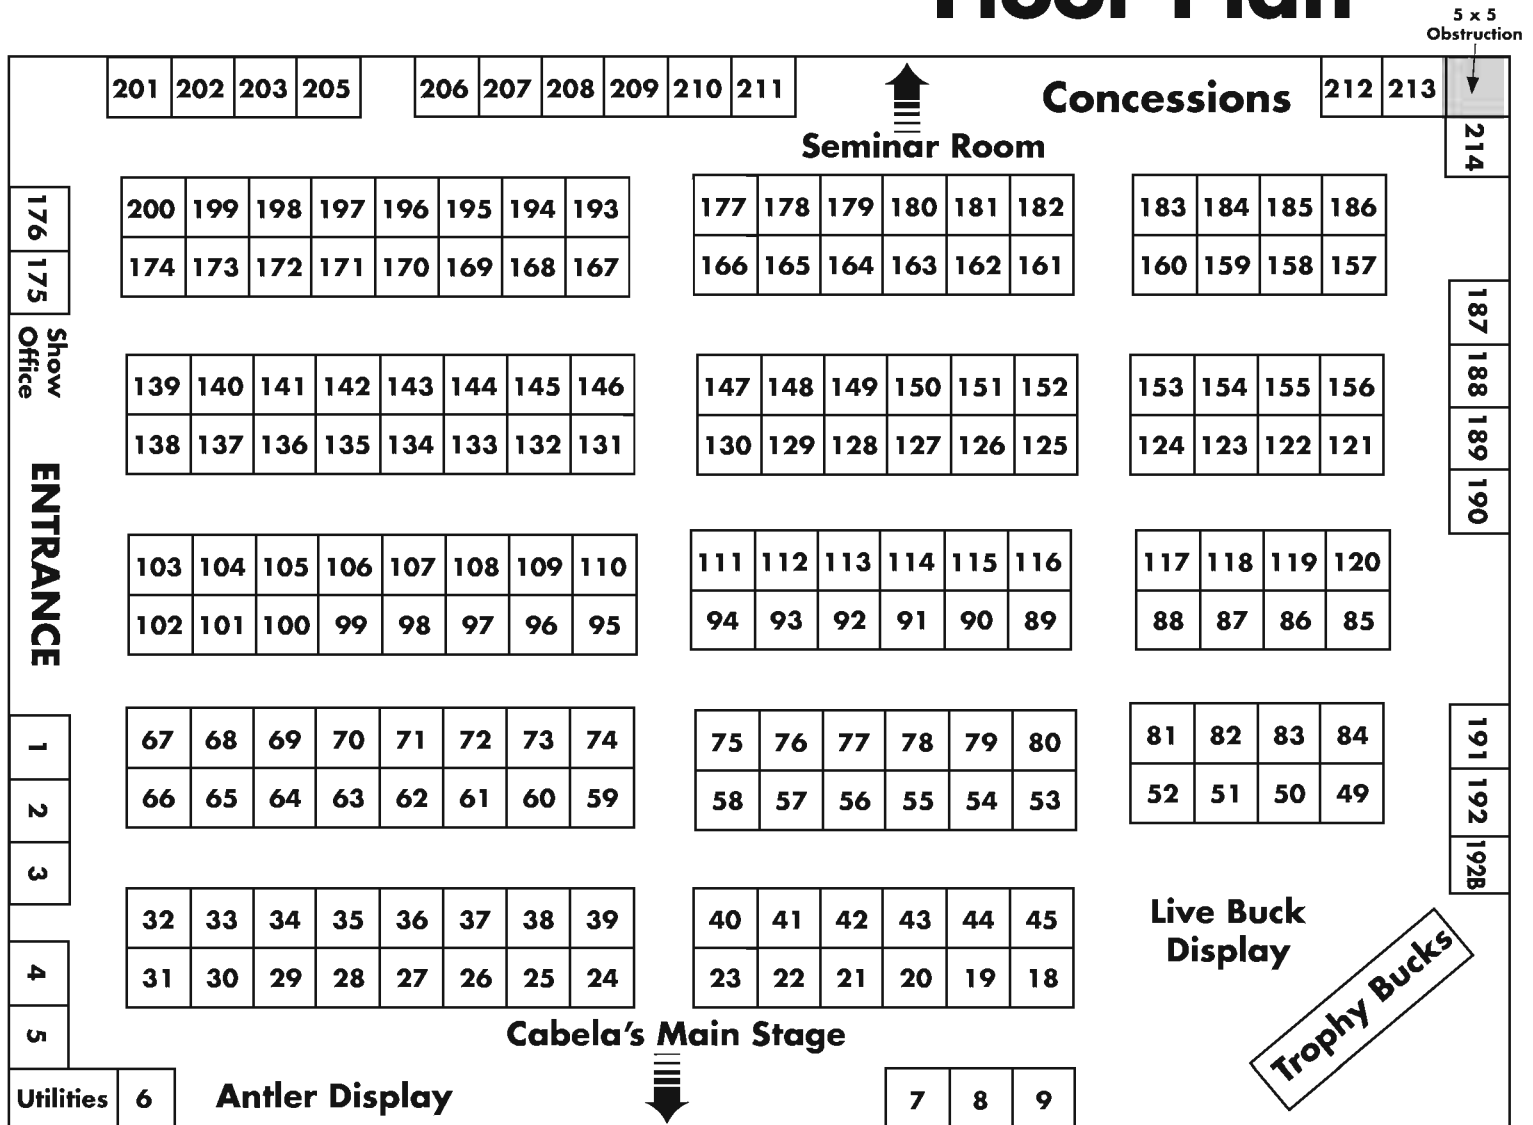 Floor Plan
5 x 5
Obstruction
201 202 203 205 206 207 208 209 210 211 Concessions 212 213
Seminar Room
214
176
175
200 199 198 197 196 195 194 193 177 178 179 180 181 182 183 184 185 186
174 173 172 171 170 169 168 167 166 165 164 163 162 161 160 159 158 157
187
188
189
190
Show
Office
139 140 141 142 143 144 145 146 147 148 149 150 151 152 153 154 155 156
138 137 136 135 134 133 132 131 130 129 128 127 126 125 124 123 122 121
ENTRANCE
103 104 105 106 107 108 109 110 111 112 113 114 115 116 117 118 119 120
102 101 100 99 98 97 96 95 94 93 92 91 90 89 88 87 86 85
1
2
3
67 68 69 70 71 72 73 74 75 76 77 78 79 80 81 82 83 84
66 65 64 63 62 61 60 59 58 57 56 55 54 53 52 51 50 49
191
192
192B
32 33 34 35 36 37 38 39 40 41 42 43 44 45
31 30 29 28 27 26 25 24 23 22 21 20 19 18
Live Buck
Display
Trophy Bucks
4
5
Cabela's Main Stage
Utilities 6 Antler Display 7 8 9